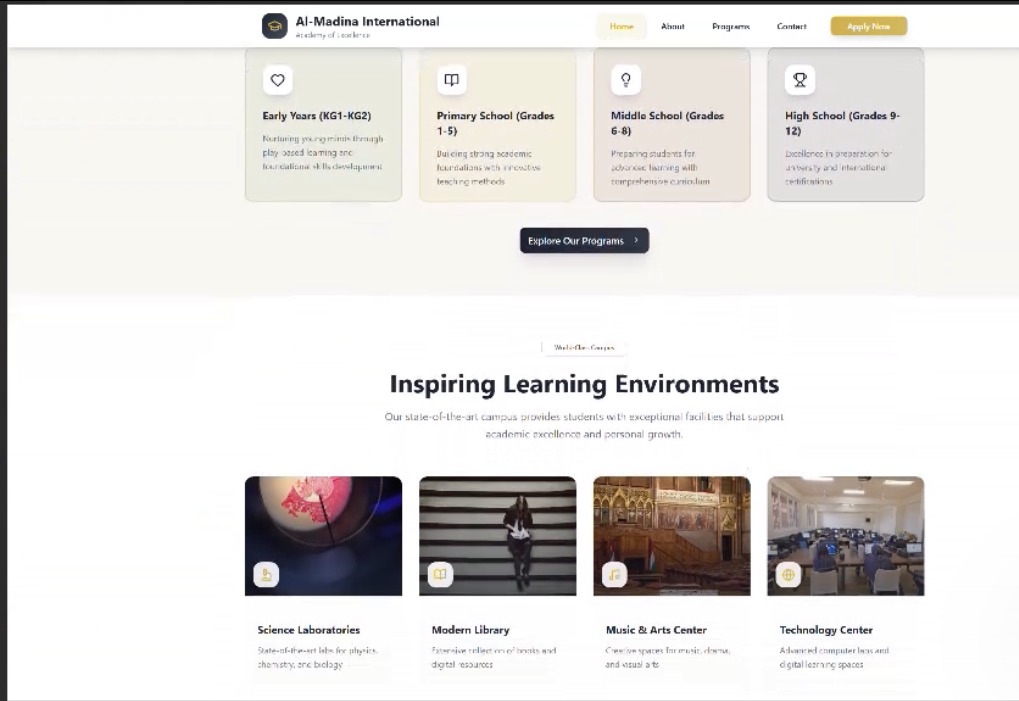 Al-Madina International
Academy of Excellence
Home
About
Programs
Contact
Apply Now
Early Years (KG1-KG2)
Nurturing young minds through
play-based learning and
foundational skills development
Primary School (Grades
1-5)
Building strong academic
foundations with innovative
teaching methods
Middle School (Grades
6-8)
Preparing students for
advanced learning with
comprehensive curriculum
High School (Grades 9-
12)
Excellence in preparation for
university and international
certifications
Explore Our Programs
World-Class Campus
Inspiring Learning Environments
Our state-of-the-art campus provides students with exceptional facilities that support
academic excellence and personal growth.
Science Laboratories
State-of-the-art labs for physics,
chemistry, and biology
Modern Library
Extensive collection of books and
digital resources
Music & Arts Center
Creative spaces for music, drama,
and visual arts
Technology Center
Advanced computer labs and
digital learning spaces